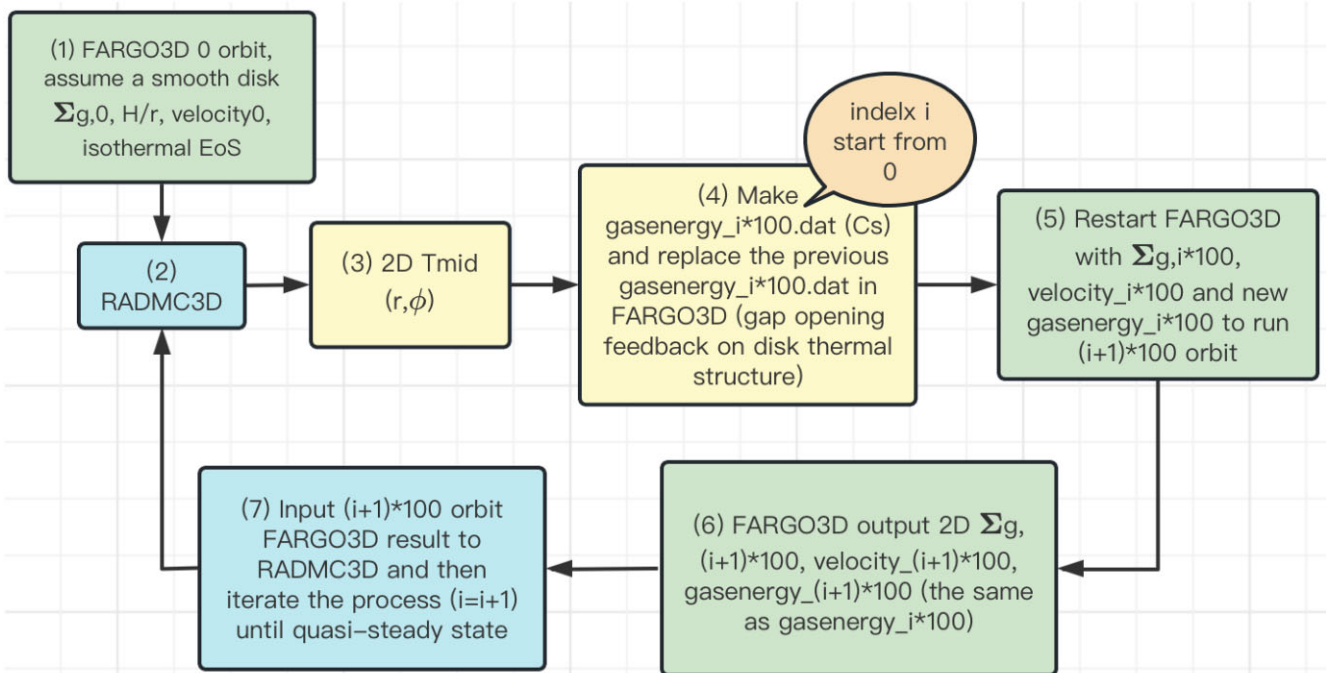 (1) FARGO3D 0 orbit,
assume a smooth disk
Σg,0, H/r, velocity0,
isothermal EoS
(2)
RADMC3D
(3) 2D Tmid
(r,ϕ)
indelx i
start from
0
(4) Make
gasenergy_i*100.dat (Cs)
and replace the previous
gasenergy_i*100.dat in
FARGO3D (gap opening
feedback on disk thermal
structure)
(5) Restart FARGO3D
with Σg,i*100,
velocity_i*100 and new
gasenergy_i*100 to run
(i+1)*100 orbit
(6) FARGO3D output 2D Σg,
(i+1)*100, velocity_(i+1)*100,
gasenergy_(i+1)*100 (the same
as gasenergy_i*100)
(7) Input (i+1)*100 orbit
FARGO3D result to
RADMC3D and then
iterate the process (i=i+1)
until quasi-steady state